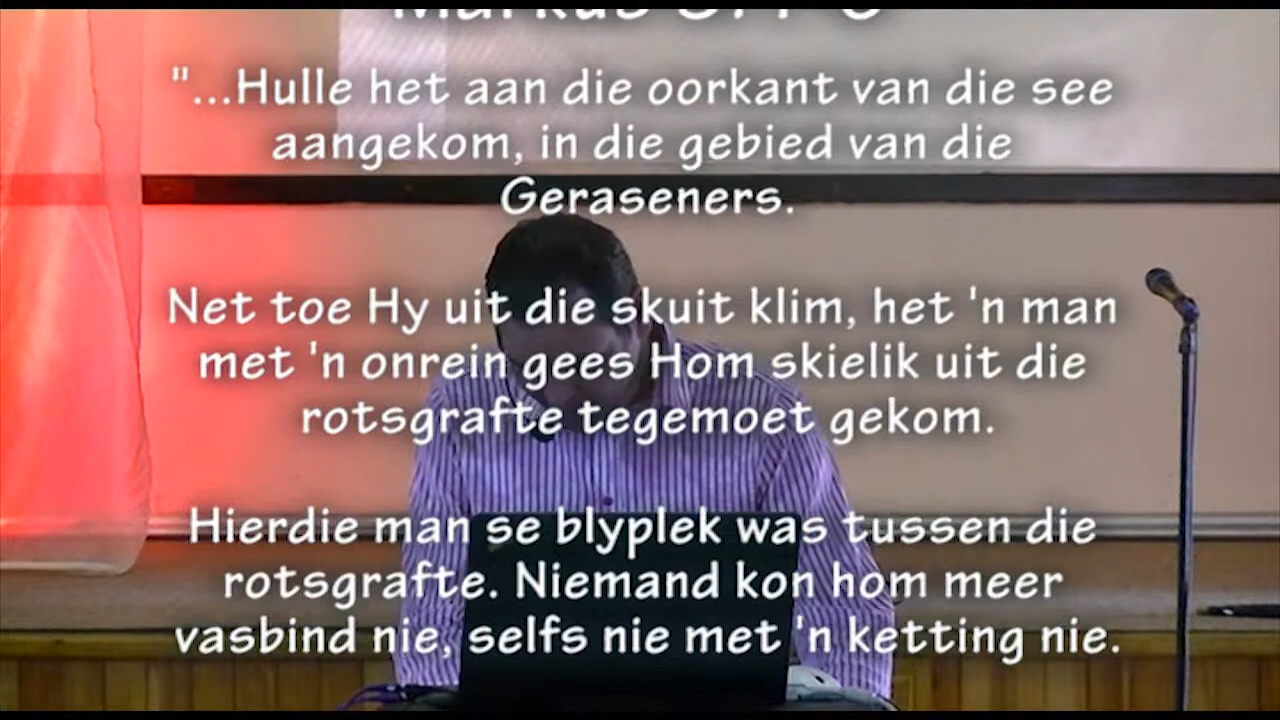 "...Hulle het aan die oorkant van die see
aangekom, in die gebied van die
Geraseners.
Net toe Hy uit die skuit klim, het 'n man
met 'n onrein gees Hom skielik uit die
rotsgrafte tegemoet gekom.
Hierdie man se blyplek was tussen die
rotsgrafte. Niemand kon hom meer
vasbind nie, selfs nie met 'n ketting nie.